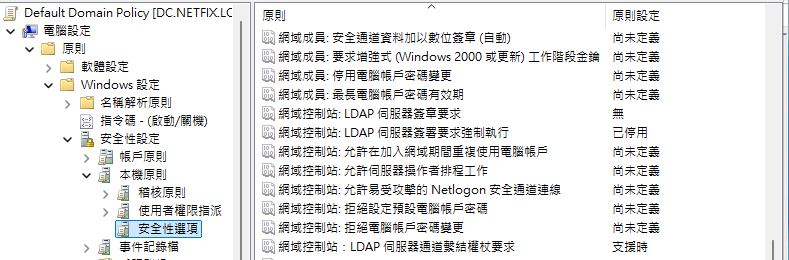 Default Domain Policy [DC.NETFIX.LC
電腦設定
原則
軟體設定
Windows 設定
名稱解析原則
指令碼 - (啟動/關機)
安全性設定
帳戶原則
本機原則
稽核原則
使用者權限指派
安全性選項
事件記錄檔
原則 原則設定
網域成員: 安全通道資料加以數位簽章 (自動) 尚未定義
網域成員: 要求增強式 (Windows 2000 或更新) 工作階段金鑰 尚未定義
網域成員: 停用電腦帳戶密碼變更 尚未定義
網域成員: 最長電腦帳戶密碼有效期 尚未定義
網域控制站: LDAP 伺服器簽章要求 無
網域控制站: LDAP 伺服器簽署要求強制執行 已停用
網域控制站: 允許在加入網域期間重複使用電腦帳戶 尚未定義
網域控制站: 允許伺服器操作者排程工作 尚未定義
網域控制站: 允許易受攻擊的 Netlogon 安全通道連線 尚未定義
網域控制站: 拒絕設定預設電腦帳戶密碼 尚未定義
網域控制站: 拒絕電腦帳戶密碼變更 尚未定義
網域控制站：LDAP 伺服器通道繫結權杖要求 支援時